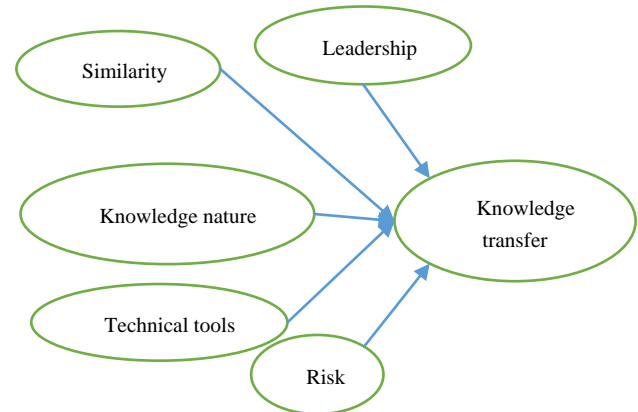 Leadership
Similarity
Knowledge nature
Knowledge
transfer
Technical tools
Risk